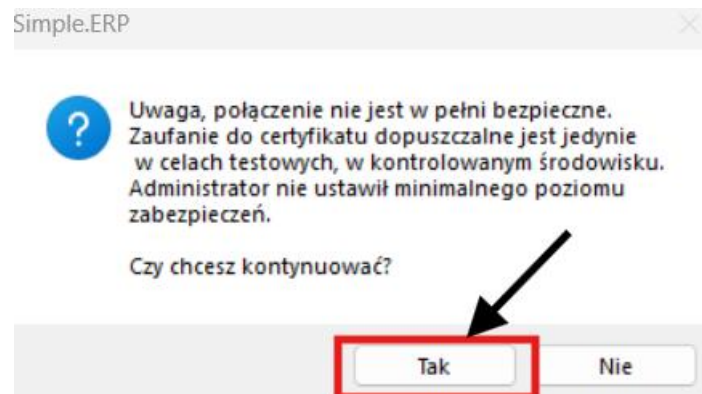 Simple.ERP
?
Uwaga, połączenie nie jest w pełni bezpieczne.
Zaufanie do certyfikatu dopuszczalne jest jedynie
w celach testowych, w kontrolowanym środowisku.
Administrator nie ustawił minimalnego poziomu
zabezpieczeń.
Czy chcesz kontynuować?
Tak Nie